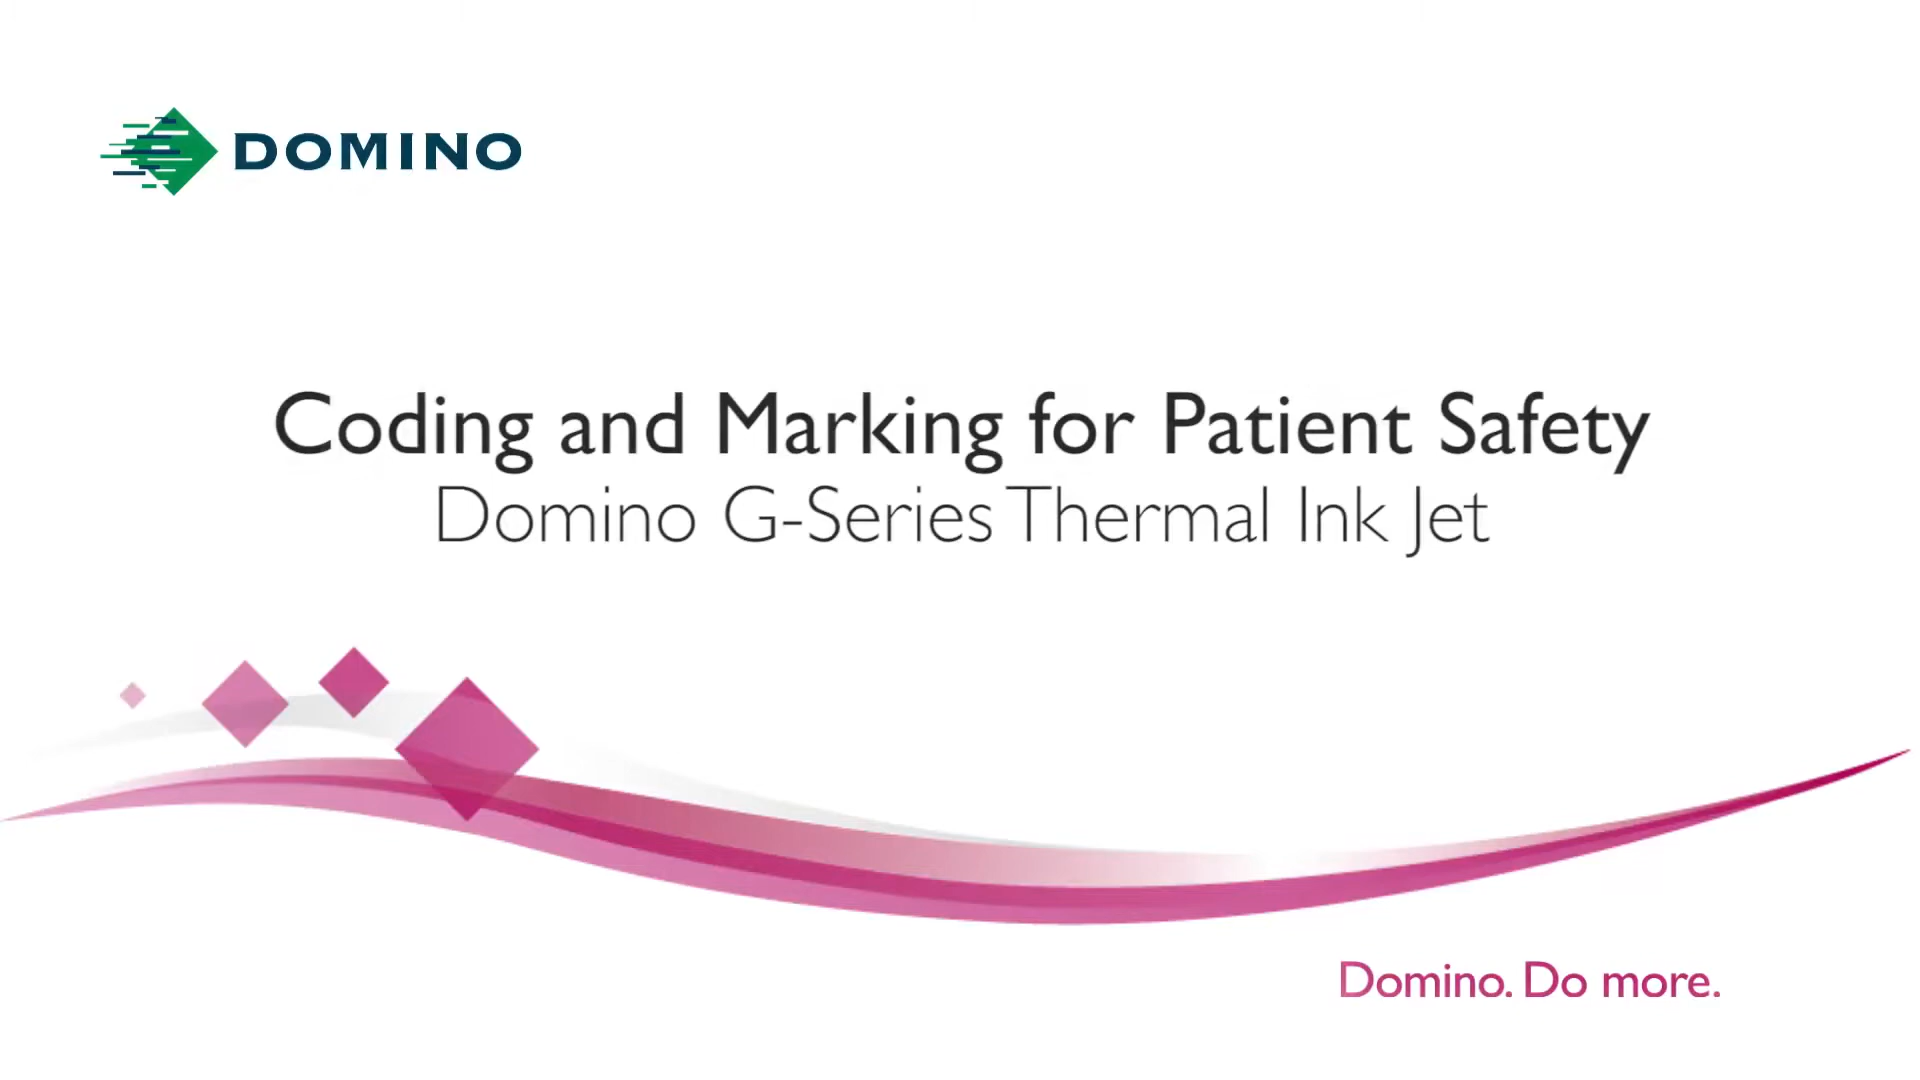 DOMINO
Coding and Marking for Patient Safety
Domino G-Series Thermal Ink Jet
Domino. Do more.